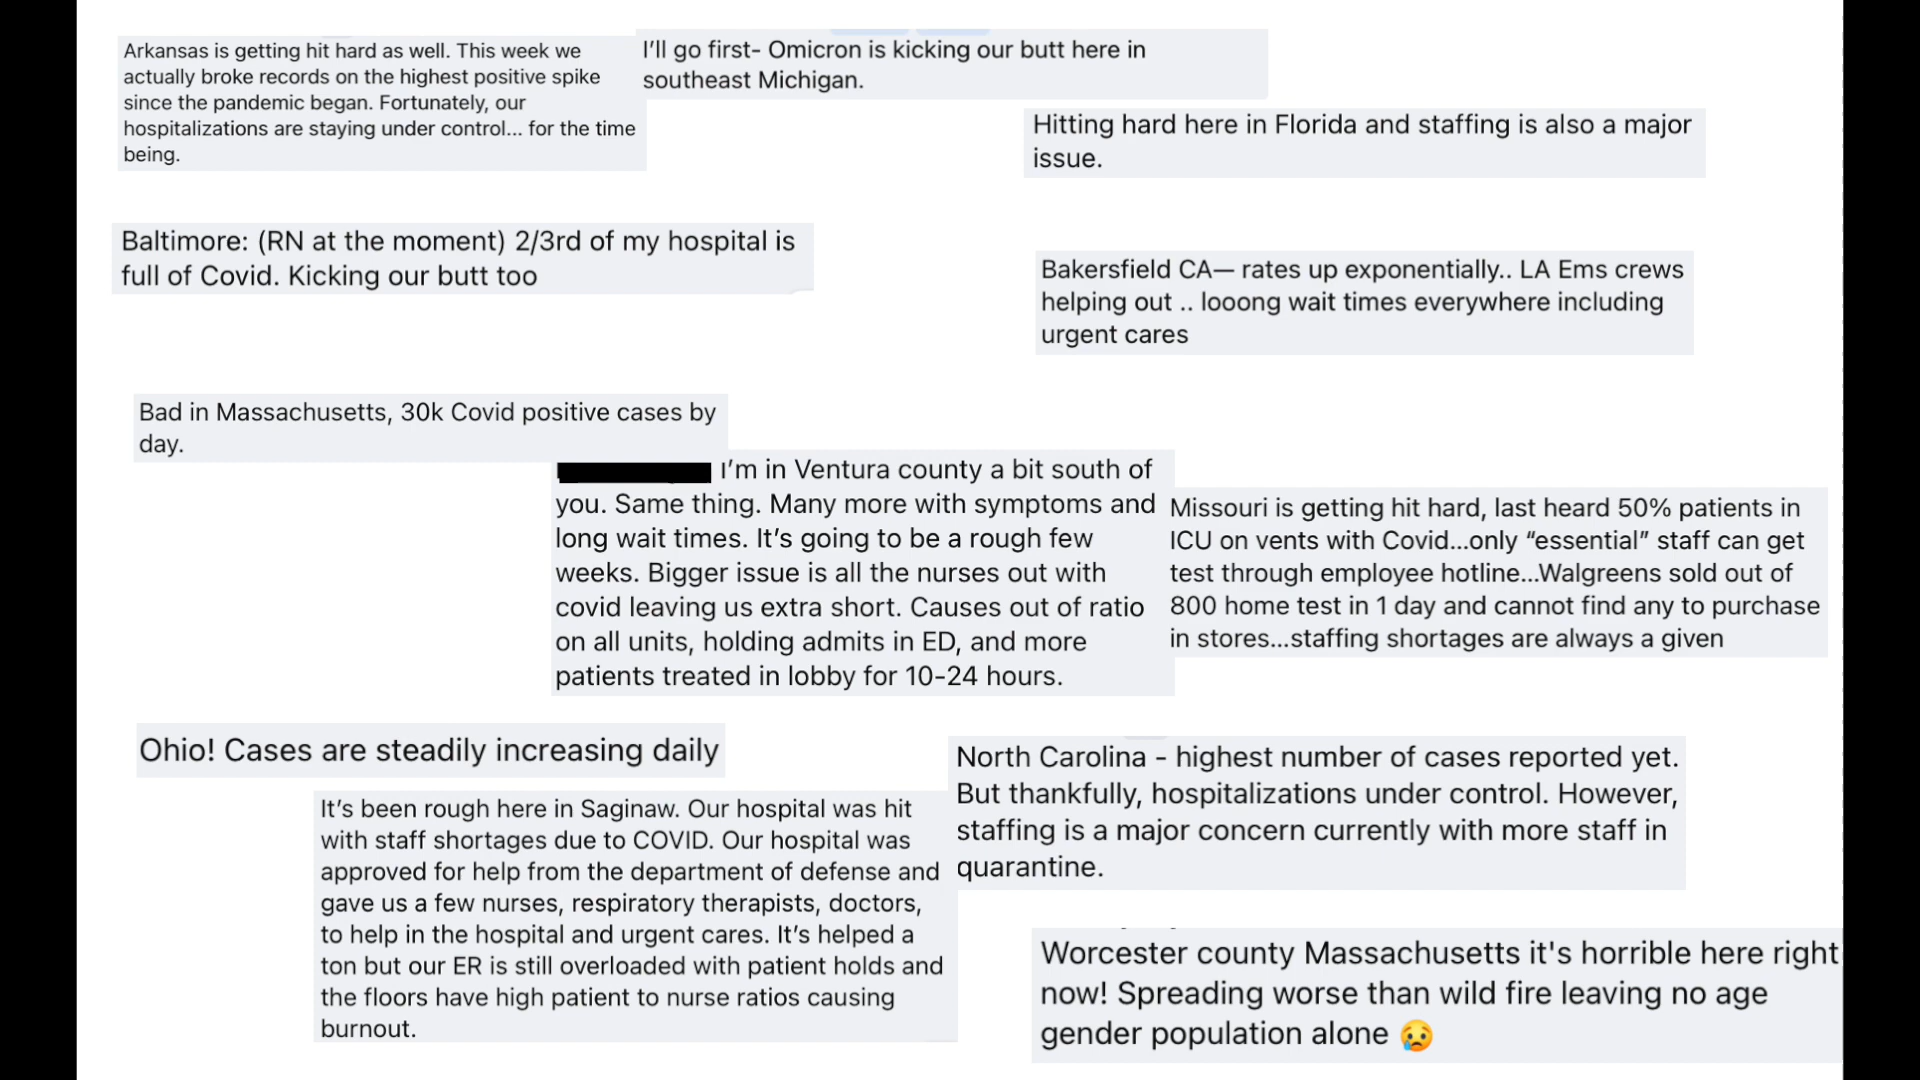 Arkansas is getting hit hard as well. This week we
actually broke records on the highest positive spike
since the pandemic began. Fortunately, our
hospitalizations are staying under control... for the time
being.
I'll go first- Omicron is kicking our butt here in
southeast Michigan.
Hitting hard here in Florida and staffing is also a major
issue.
Baltimore: (RN at the moment) 2/3rd of my hospital is
full of Covid. Kicking our butt too
Bakersfield CA— rates up exponentially.. LA Ems crews
helping out .. looong wait times everywhere including
urgent cares
Bad in Massachusetts, 30k Covid positive cases by
day.
I'm in Ventura county a bit south of
you. Same thing. Many more with symptoms and
long wait times. It's going to be a rough few
weeks. Bigger issue is all the nurses out with
covid leaving us extra short. Causes out of ratio
on all units, holding admits in ED, and more
patients treated in lobby for 10-24 hours.
Missouri is getting hit hard, last heard 50% patients in
ICU on vents with Covid...only “essential” staff can get
test through employee hotline...Walgreens sold out of
800 home test in 1 day and cannot find any to purchase
in stores...staffing shortages are always a given
Ohio! Cases are steadily increasing daily
It's been rough here in Saginaw. Our hospital was hit
with staff shortages due to COVID. Our hospital was
approved for help from the department of defense and
gave us a few nurses, respiratory therapists, doctors,
to help in the hospital and urgent cares. It's helped a
ton but our ER is still overloaded with patient holds and
the floors have high patient to nurse ratios causing
burnout.
North Carolina - highest number of cases reported yet.
But thankfully, hospitalizations under control. However,
staffing is a major concern currently with more staff in
quarantine.
Worcester county Massachusetts it's horrible here right
now! Spreading worse than wild fire leaving no age
gender population alone 😢